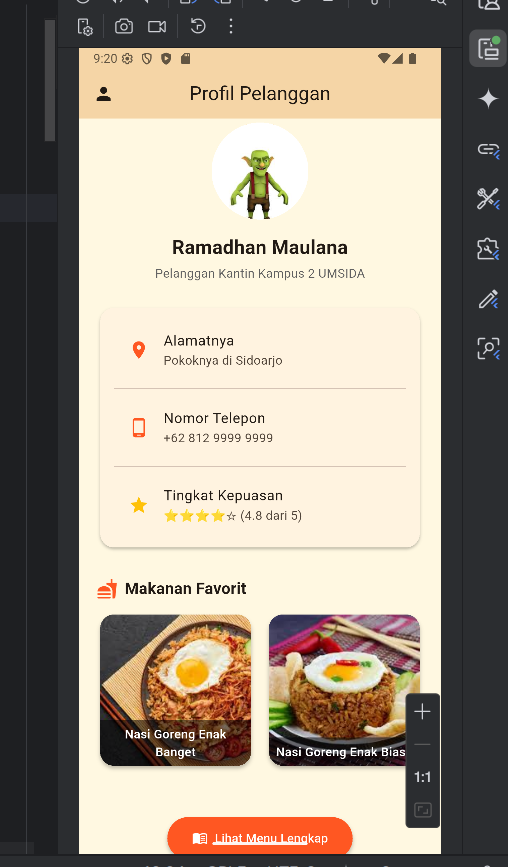 9:20
Profil Pelanggan
Ramadhan Maulana
Pelanggan Kantin Kampus 2 UMSIDA
Alamatnya
Pokoknya di Sidoarjo
Nomor Telepon
+62 812 9999 9999
Tingkat Kepuasan
⭐⭐⭐⭐☆ (4.8 dari 5)
Makanan Favorit
Nasi Goreng Enak
Banget
Nasi Goreng Enak Bias
1:1
Lihat Menu Lengkap